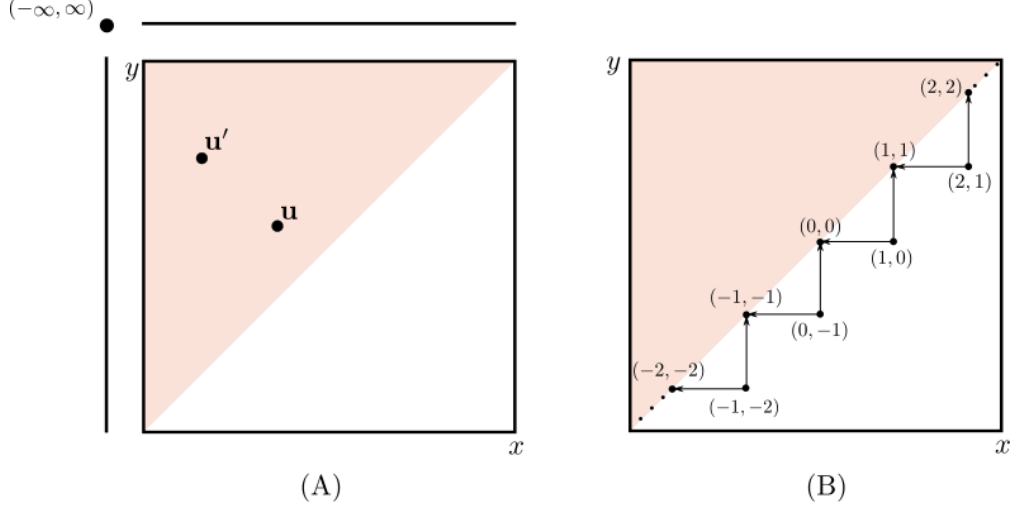 (−∞, ∞)
y
u′
u
x
(A)
y
(2, 2)
(1, 1)
(2, 1)
(0, 0)
(1, 0)
(−1, −1)
(0, −1)
(−2, −2)
(−1, −2)
x
(B)